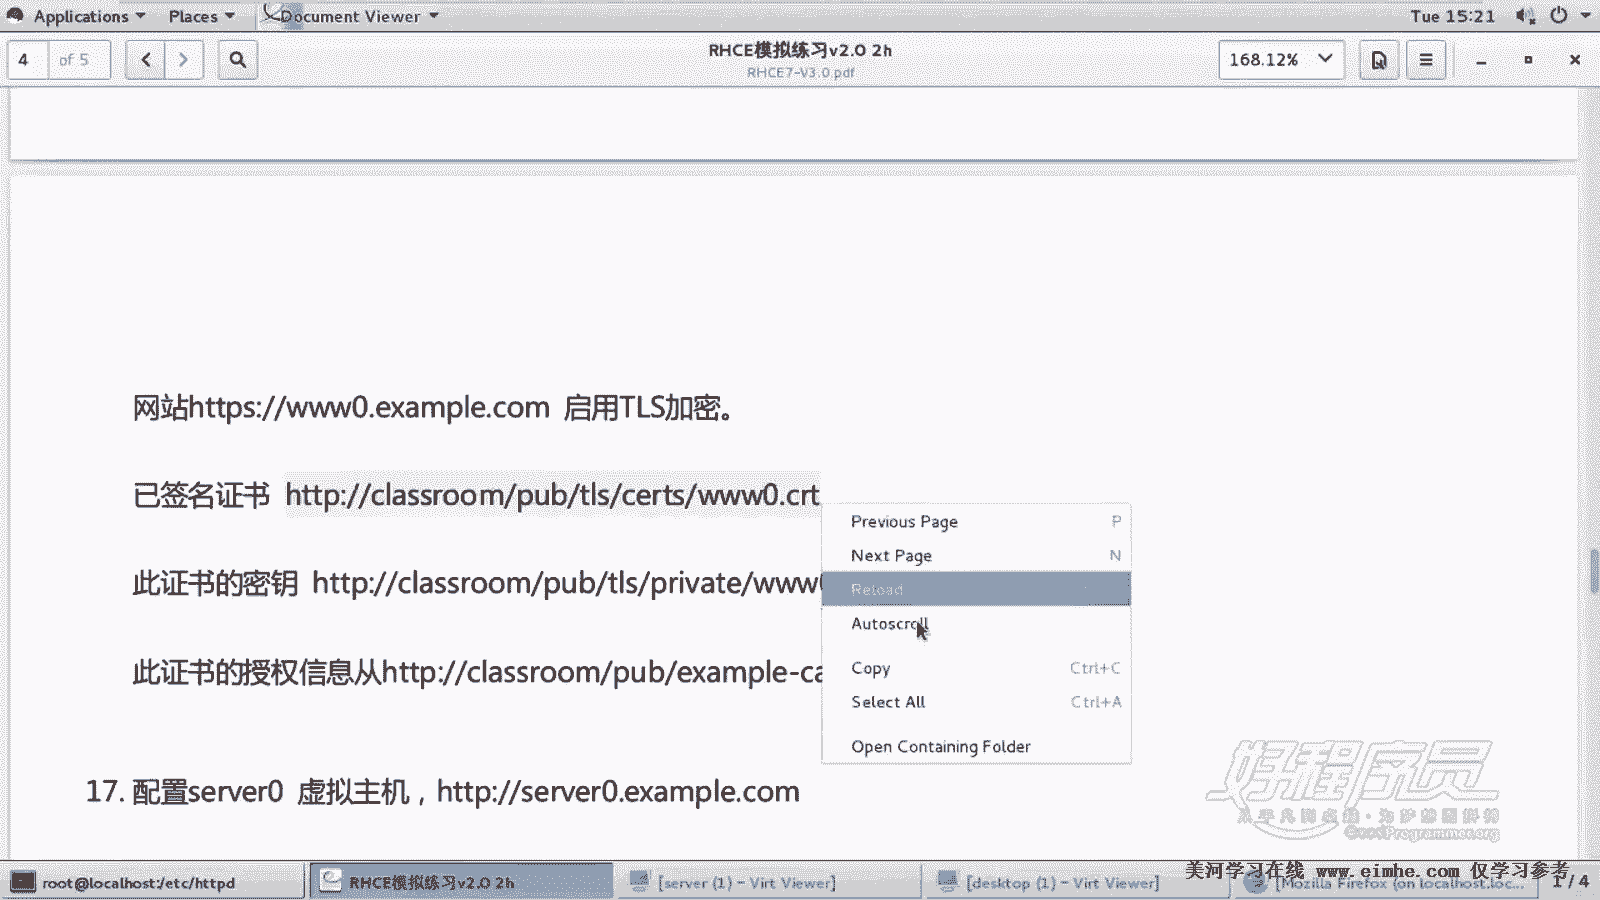 Applications Places Document Viewer Tue 15:21
4 of 5 RHCE模拟练习v2.0 2h 168.12%
RHCE7-V3.0.pdf
网站https://www0.example.com 启用TLS加密。
已签名证书 http://classroom/pub/tls/certs/www0.crt
Previous Page P
Next Page N
此证书的密钥 http://classroom/pub/tls/private/www
Reload
Autoscroll
此证书的授权信息从http://classroom/pub/example-ca
Copy Ctrl+C
Select All Ctrl+A
Open Containing Folder
17. 配置server0 虚拟主机，http://server0.example.com
好程序员
GoodProgrammer.org
美河学习在线 www.eimhe.com 仅学习参考
root@localhost:/etc/httpd RHCE模拟练习v2.0 2h [server (1) – Virt Viewer] [desktop (1) – Virt Viewer] [Mozilla Firefox (on localhost.loc... 1 / 4